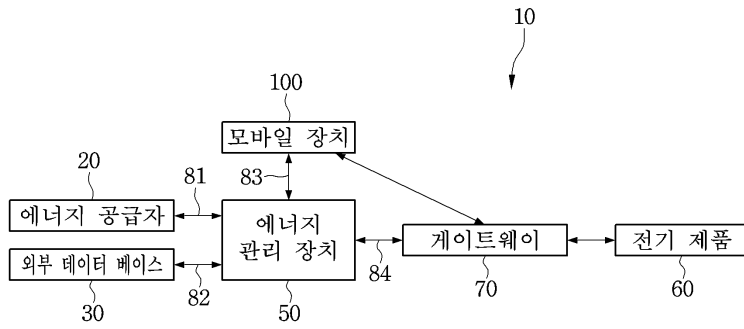 10
100
모바일 장치
20
81
83
에너지 공급자
에너지
관리 장치
게이트웨이
전기 제품
외부 데이터 베이스
30
82
50
84
70
60